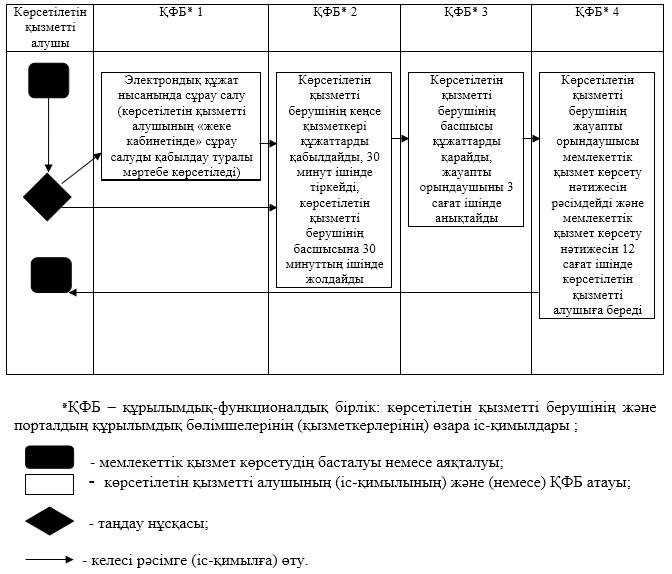 Көрсетілетін
қызметті
алушы
ҚФБ* 1
ҚФБ* 2
ҚФБ* 3
ҚФБ* 4
Электрондық құжат
нысанында сұрау салу
(көрсетілетін қызметті
алушының «жеке
кабинетінде» сұрау
салуды қабылдау туралы
мәртебе көрсетіледі)
Көрсетілетін
қызметті
берушінің кеңсе
қызметкері
құжаттарды
қабылдайды, 30
минут ішінде
тіркейді,
көрсетілетін
қызметті
берушінің
басшысына 30
минуттың ішінде
жолдайды
Көрсетілетін
қызметті
берушінің
басшысы
құжаттарды
қарайды,
жауапты
орындаушыны 3
сағат ішінде
анықтайды
Көрсетілетін
қызметті
берушінің
жауапты
орындаушысы
мемлекеттік
қызмет көрсету
нәтижесін
рәсімдейді және
мемлекеттік
қызмет көрсету
нәтижесін 12
сағат ішінде
көрсетілетін
қызметті
алушыға береді
*ҚФБ – құрылымдық-функционалдық бірлік: көрсетілетін қызметті берушінің және
порталдың құрылымдық бөлімшелерінің (қызметкерлерінің) өзара іс-қимылдары ;
- мемлекеттік қызмет көрсетудің басталуы немесе аяқталуы;
- көрсетілетін қызметті алушының (іс-қимылының) және (немесе) ҚФБ атауы;
- таңдау нұсқасы;
- келесі рәсімге (іс-қимылға) өту.